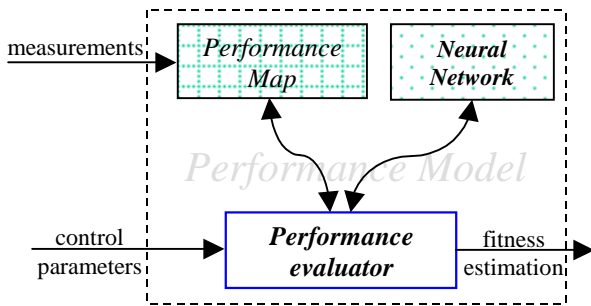 measurements
Performance
Map
Neural
Network
Performance Model
control
parameters
Performance
evaluator
fitness
estimation